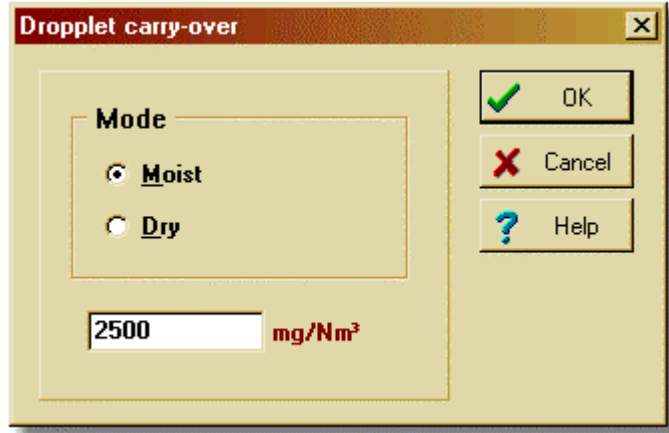 Dropplet carry-over
Mode
Moist
Dry
2500 mg/Nm³
OK
Cancel
Help